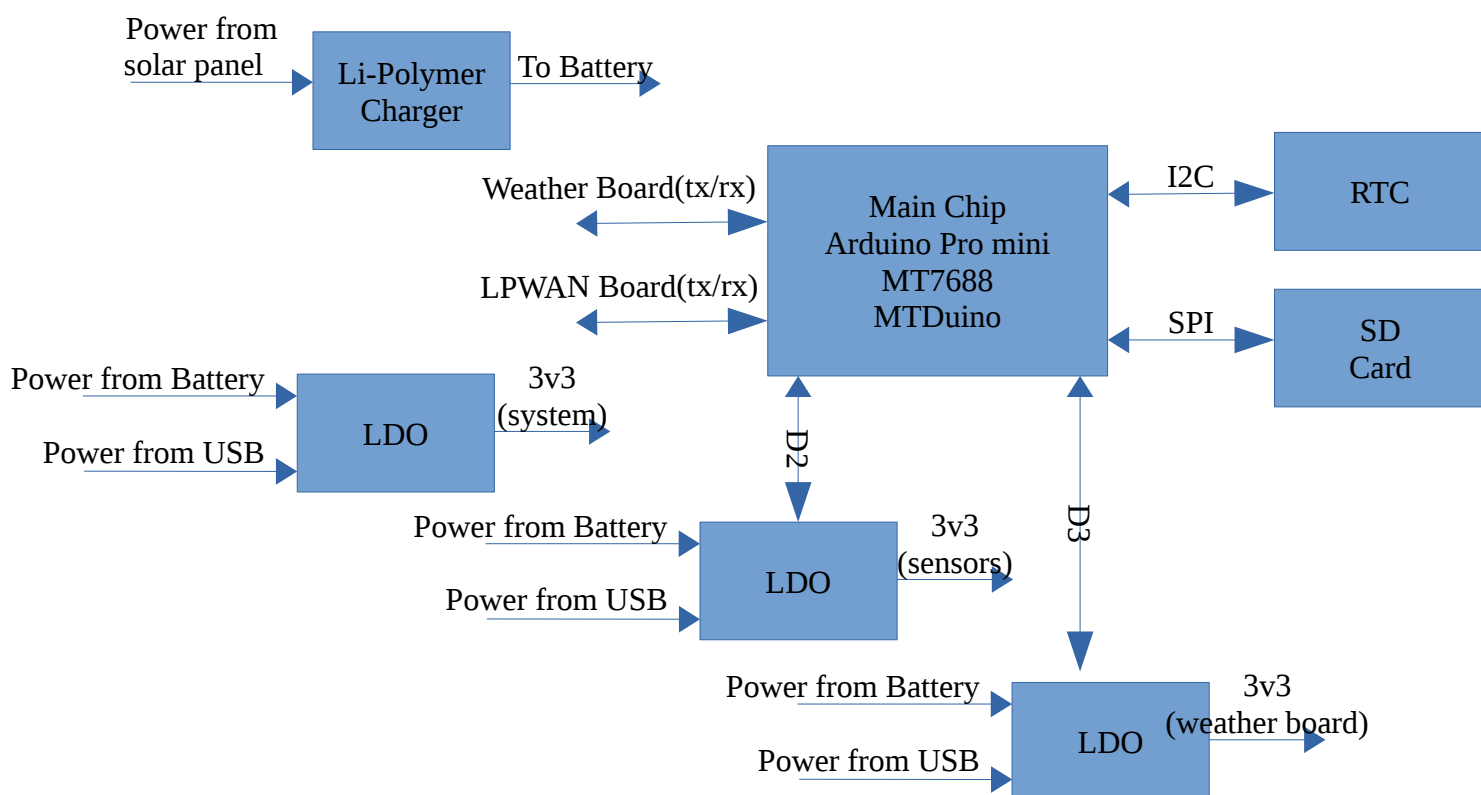 Power from
solar panel
Li-Polymer
Charger
To Battery
Weather Board(tx/rx)
LPWAN Board(tx/rx)
Main Chip
Arduino Pro mini
MT7688
MTDuino
I2C
RTC
SPI
SD
Card
Power from Battery
Power from USB
LDO
3v3
(system)
D2
D3
Power from Battery
Power from USB
LDO
3v3
(sensors)
Power from Battery
Power from USB
LDO
3v3
(weather board)